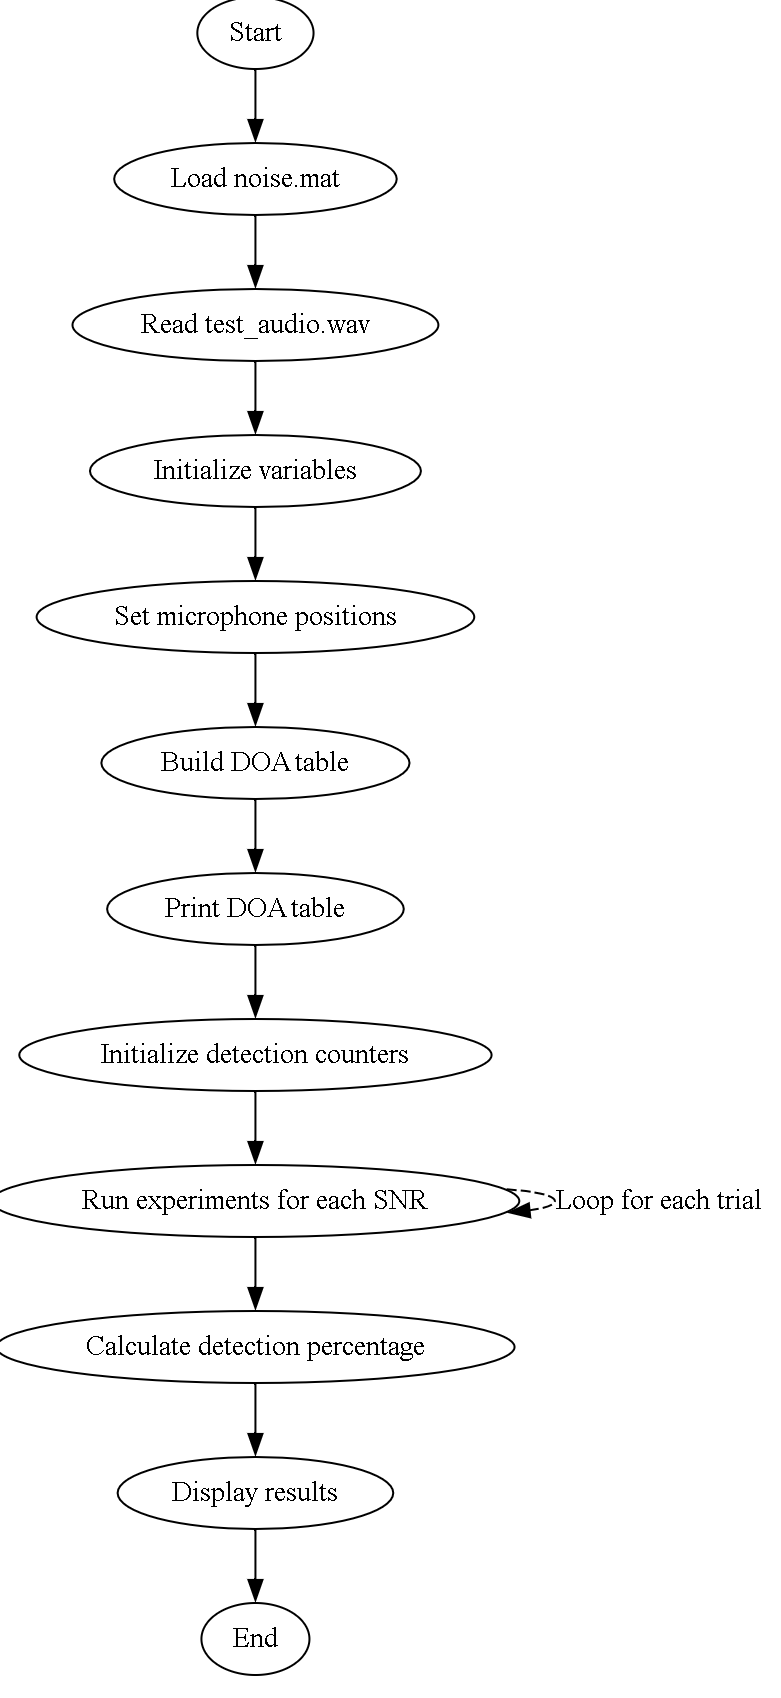 Start
Load noise.mat
Read test_audio.wav
Initialize variables
Set microphone positions
Build DOA table
Print DOA table
Initialize detection counters
Run experiments for each SNR
Loop for each trial
Calculate detection percentage
Display results
End